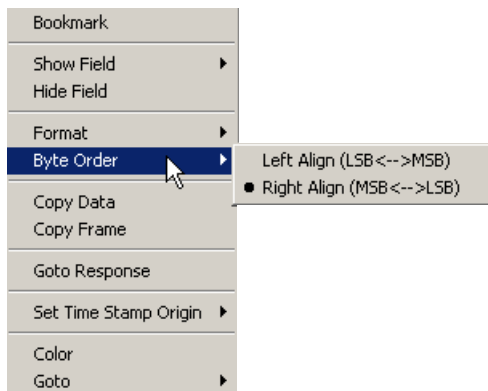 Bookmark
Show Field
Hide Field
Format
Byte Order
Left Align (LSB<-->MSB)
Right Align (MSB<-->LSB)
Copy Data
Copy Frame
Goto Response
Set Time Stamp Origin
Color
Goto